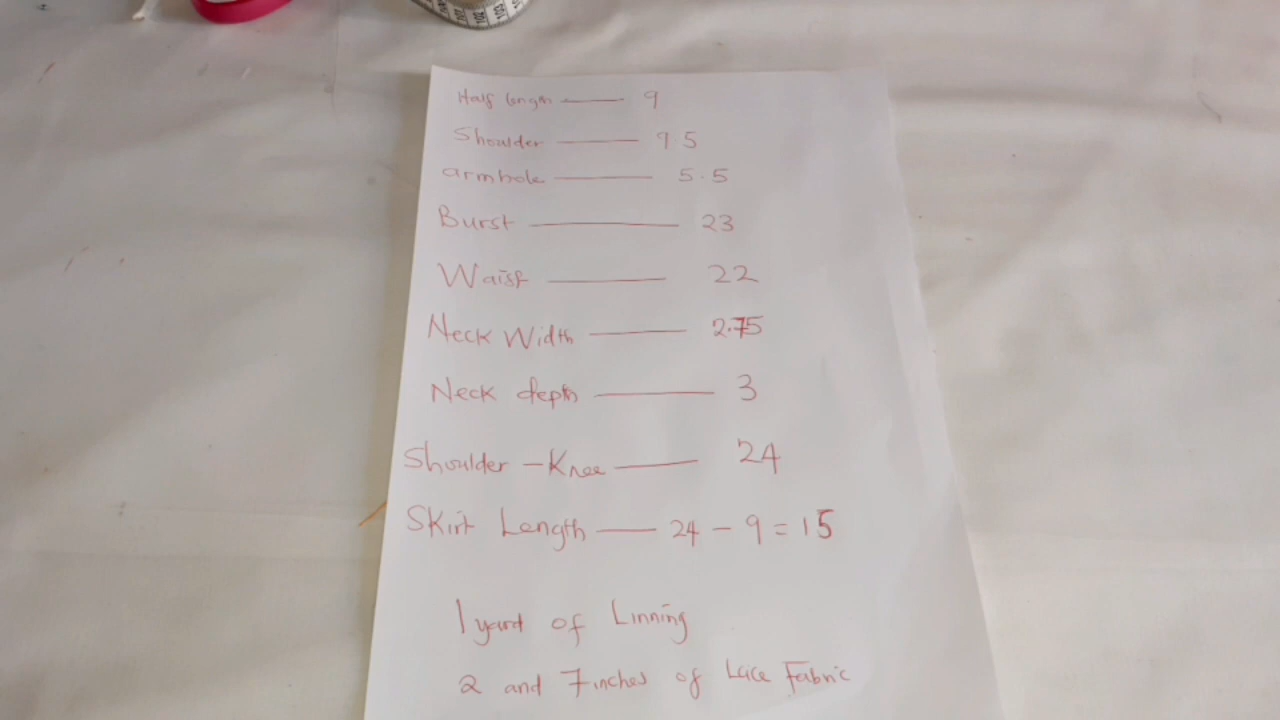 Half length — 9
Shoulder — 9 5
armhole — 5.5
Burst — 23
Waist — 22
Neck Width — 2.75
Neck depth — 3
Shoulder - Knee — 24
Skirt Length — 24 - 9 = 15
1 yard of Linning
2 and 7 inches of Lace Fabric